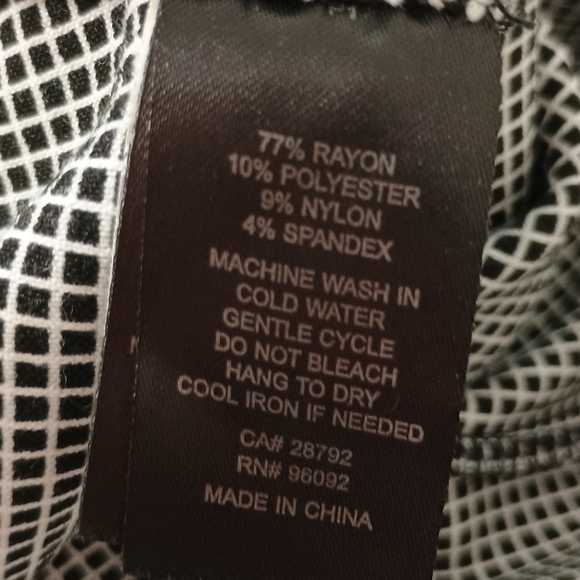 77% RAYON
10% POLYESTER
9% NYLON
4% SPANDEX
MACHINE WASH IN
COLD WATER
GENTLE CYCLE
DO NOT BLEACH
HANG TO DRY
COOL IRON IF NEEDED
CA# 28792
RN# 96092
MADE IN CHINA